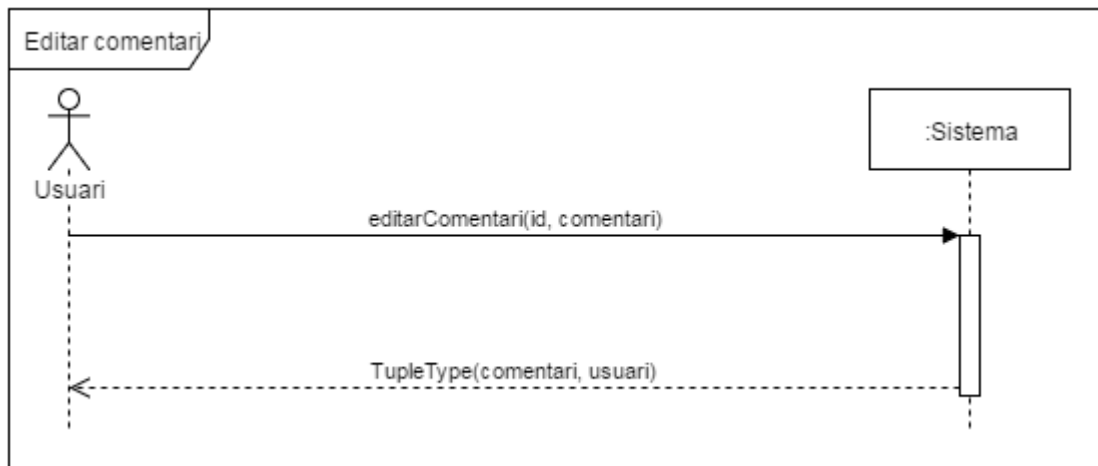 Editar comentari
:Sistema
Usuari
editarComentari(id, comentari)
TupleType(comentari, usuari)